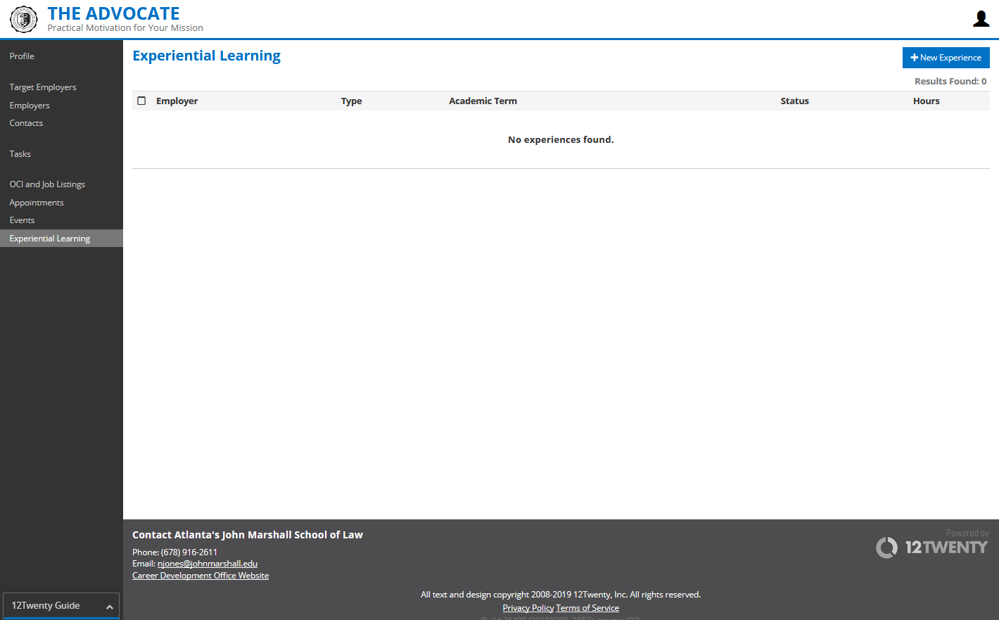 THE ADVOCATE
Practical Motivation for Your Mission
Profile
Target Employers
Employers
Contacts
Tasks
OCI and Job Listings
Appointments
Events
Experiential Learning
12Twenty Guide
Experiential Learning
New Experience
Results Found: 0
Employer Type Academic Term Status Hours
No experiences found.
Contact Atlanta's John Marshall School of Law
Phone: (678) 916-2611
Email: njones@johnmarshall.edu
Career Development Office Website
Powered by
12TWENTY
All text and design copyright 2008-2019 12Twenty, Inc. All rights reserved.
Privacy Policy Terms of Service